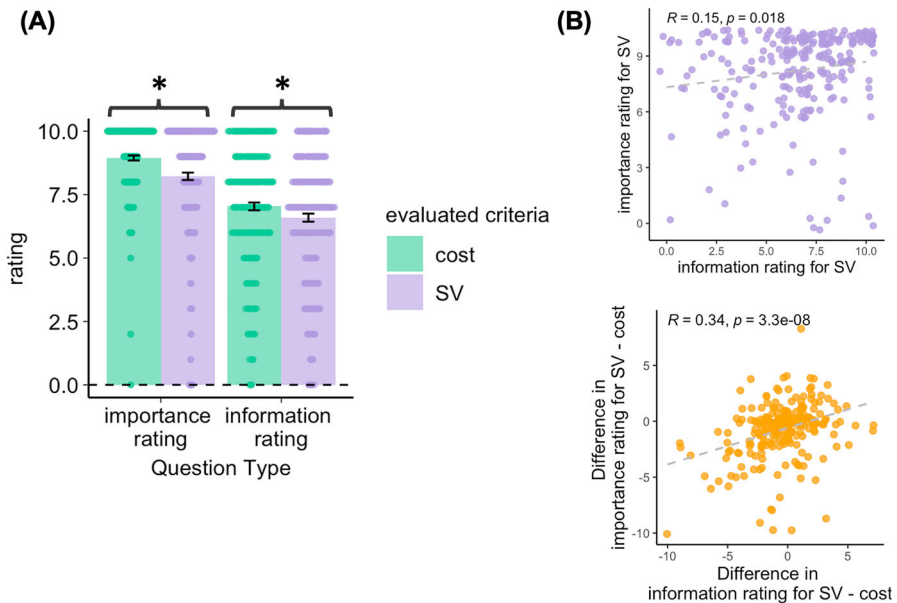 (A)
*
*
10.0
7.5
5.0
2.5
0.0
rating
importance
rating
information
rating
Question Type
evaluated criteria
cost
SV
(B)
R = 0.15, p = 0.018
9
6
3
0
importance rating for SV
0.0 2.5 5.0 7.5 10.0
information rating for SV
R = 0.34, p = 3.3e-08
5
0
-5
-10
Difference in
importance rating for SV - cost
-10 -5 0 5
Difference in
information rating for SV - cost